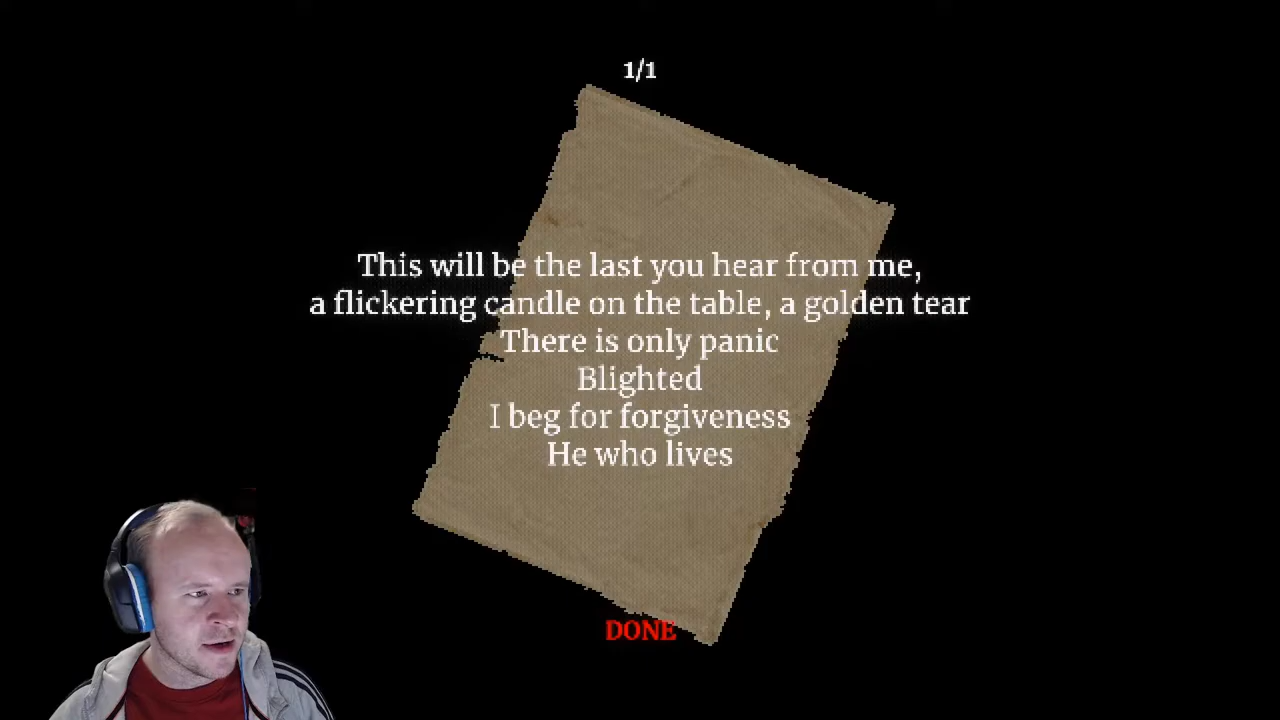 1/1
This will be the last you hear from me,
a flickering candle on the table, a golden tear
There is only panic
Blighted
I beg for forgiveness
He who lives
DONE